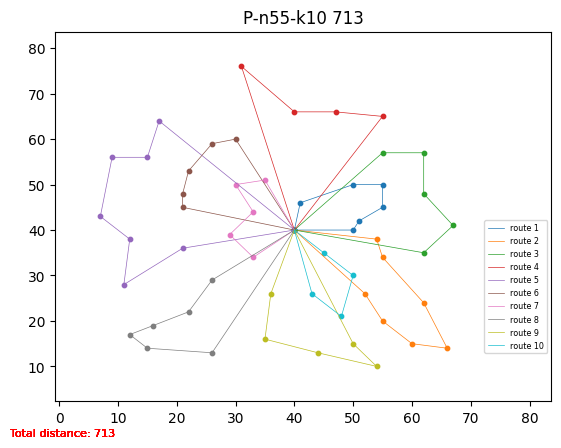 P-n55-k10 713
80
70
60
50
40
30
20
10
0 10 20 30 40 50 60 70 80
route 1
route 2
route 3
route 4
route 5
route 6
route 7
route 8
route 9
route 10
Total distance: 713